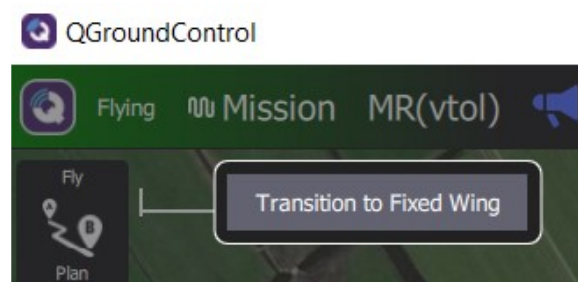 QGroundControl
Flying Mission MR(vtol)
Fly
Transition to Fixed Wing
A
B
Plan